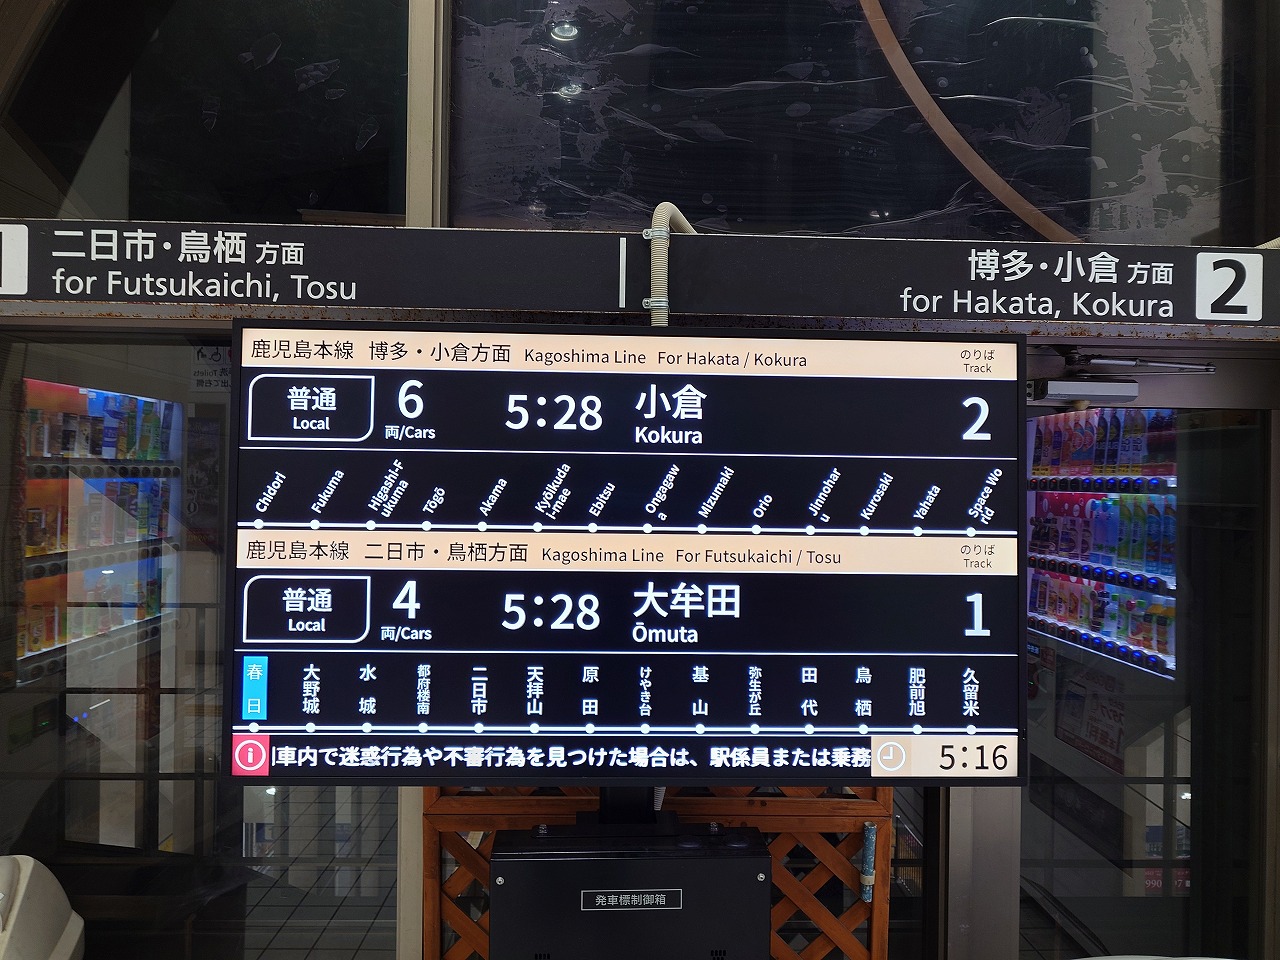 二日市・鳥栖 方面
for Futsukaichi, Tosu
博多・小倉 方面
for Hakata, Kokura
2
鹿児島本線 博多・小倉方面 Kagoshima Line For Hakata / Kokura のりば Track
普通 Local 6 両/Cars 5:28 小倉 Kokura 2
Chidori Fukuma Higashi-Fukuma Tōgō Akama Kyōikudai-mae Ebitsu Ongagawa Mizumaki Orio Jinnoharu Kurosaki Yahata Space World
鹿児島本線 二日市・鳥栖方面 Kagoshima Line For Futsukaichi / Tosu のりば Track
普通 Local 4 両/Cars 5:28 大牟田 Ōmuta 1
春日 大野城 水城 都府楼南 二日市 天拝山 原田 けやき台 基山 弥生が丘 田代 鳥栖 肥前旭 久留米
車内で迷惑行為や不審行為を見つけた場合は、駅係員または乗務 5:16
発車標制御箱